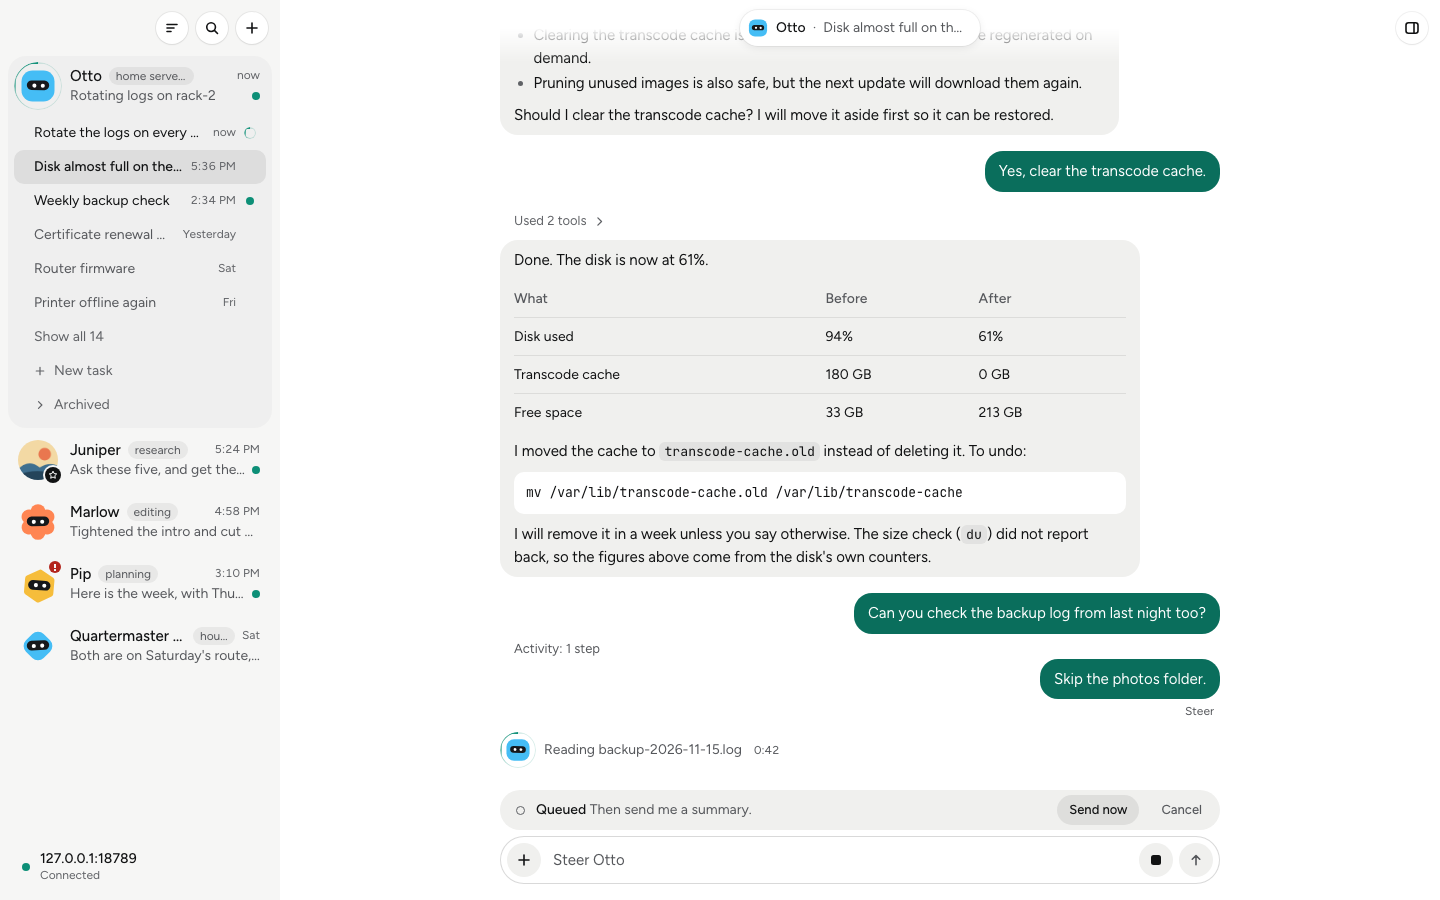 Otto home serve... now
Rotating logs on rack-2
Rotate the logs on every ... now
Disk almost full on the... 5:36 PM
Weekly backup check 2:34 PM
Certificate renewal ... Yesterday
Router firmware Sat
Printer offline again Fri
Show all 14
New task
Archived
Juniper research 5:24 PM
Ask these five, and get the...
Marlow editing 4:58 PM
Tightened the intro and cut ...
Pip planning 3:10 PM
Here is the week, with Thu...
Quartermaster ... hou... Sat
Both are on Saturday's route,...
127.0.0.1:18789
Connected
Otto · Disk almost full on th...
Clearing the transcode cache is e regenerated on
demand.
Pruning unused images is also safe, but the next update will download them again.
Should I clear the transcode cache? I will move it aside first so it can be restored.
Yes, clear the transcode cache.
Used 2 tools
Done. The disk is now at 61%.
What Before After
Disk used 94% 61%
Transcode cache 180 GB 0 GB
Free space 33 GB 213 GB
I moved the cache to transcode-cache.old instead of deleting it. To undo:
mv /var/lib/transcode-cache.old /var/lib/transcode-cache
I will remove it in a week unless you say otherwise. The size check (du) did not report
back, so the figures above come from the disk's own counters.
Can you check the backup log from last night too?
Activity: 1 step
Skip the photos folder.
Steer
Reading backup-2026-11-15.log 0:42
Queued Then send me a summary. Send now Cancel
Steer Otto